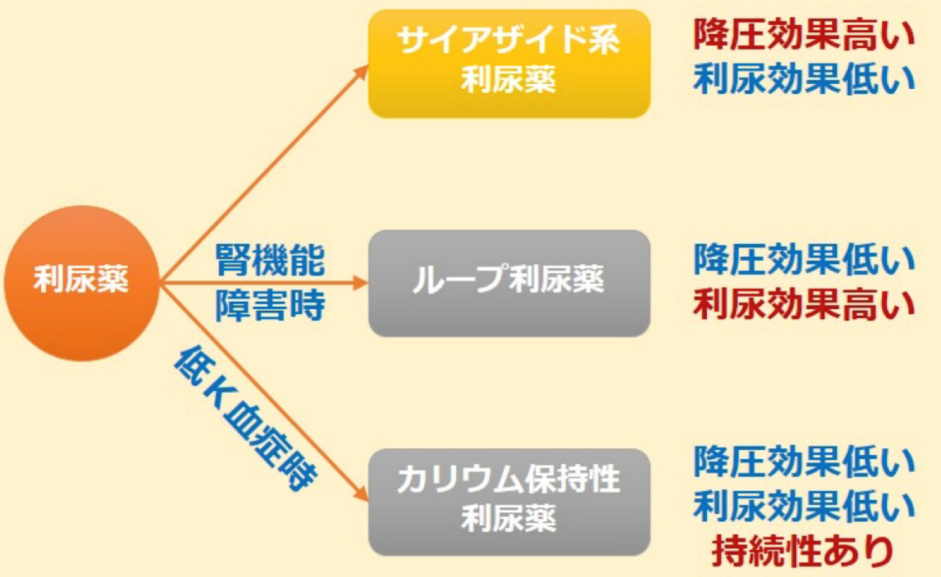 サイアザイド系
利尿薬
降圧効果高い
利尿効果低い
利尿薬
腎機能
障害時
ループ利尿薬
降圧効果低い
利尿効果高い
低K血症時
カリウム保持性
利尿薬
降圧効果低い
利尿効果低い
持続性あり